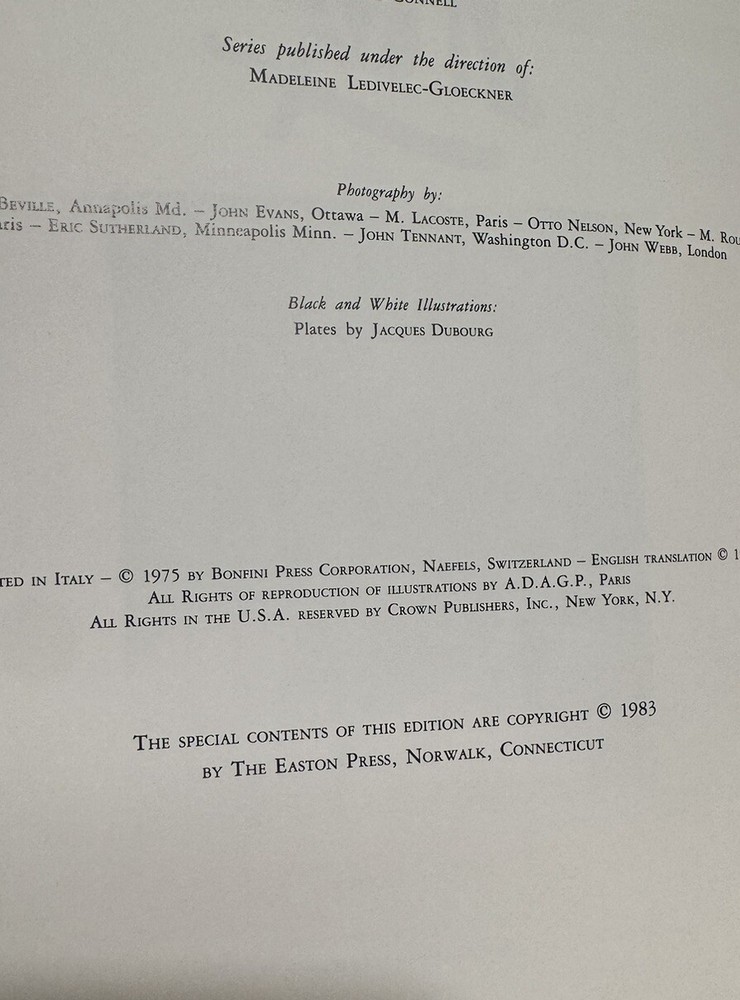 Series published under the direction of:
MADELEINE LEDIVELEC-GLOECKNER
Photography by:
BEVILLE, Annapolis Md. – JOHN EVANS, Ottawa – M. LACOSTE, Paris – OTTO NELSON, New York – M. ROU
ris – ERIC SUTHERLAND, Minneapolis Minn. – JOHN TENNANT, Washington D.C. – JOHN WEBB, London
Black and White Illustrations:
Plates by JACQUES DUBOURG
TED IN ITALY – © 1975 BY BONFINI PRESS CORPORATION, NAEFELS, SWITZERLAND – ENGLISH TRANSLATION © 1
ALL RIGHTS OF REPRODUCTION OF ILLUSTRATIONS BY A.D.A.G.P., PARIS
ALL RIGHTS IN THE U.S.A. RESERVED BY CROWN PUBLISHERS, INC., NEW YORK, N.Y.
THE SPECIAL CONTENTS OF THIS EDITION ARE COPYRIGHT © 1983
BY THE EASTON PRESS, NORWALK, CONNECTICUT